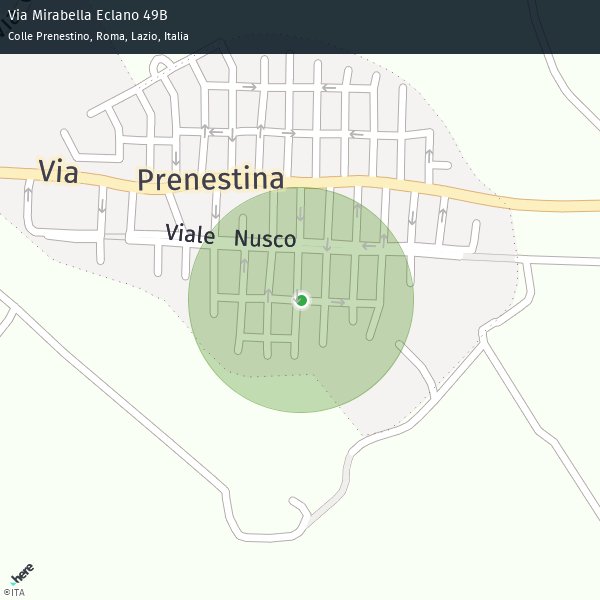 Via Mirabella Eclano 49B
Colle Prenestino, Roma, Lazio, Italia
Via Prenestina
Viale Nusco
here
©ITA